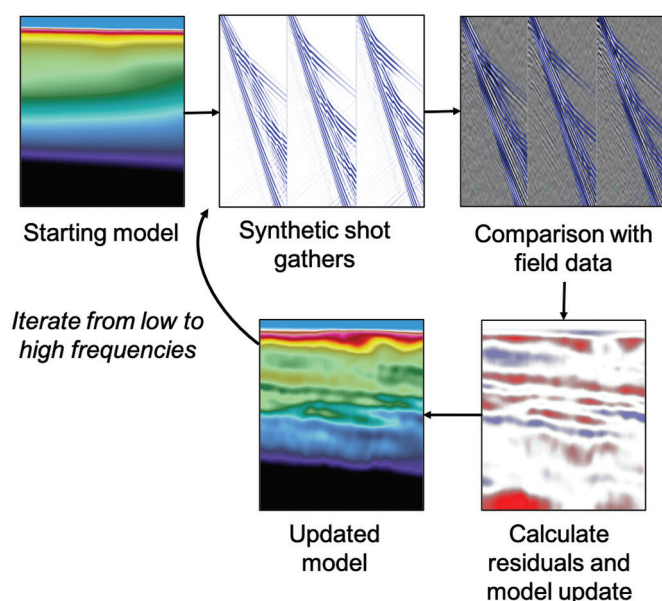 Starting model
Synthetic shot
gathers
Comparison with
field data
Iterate from low to
high frequencies
Updated
model
Calculate
residuals and
model update